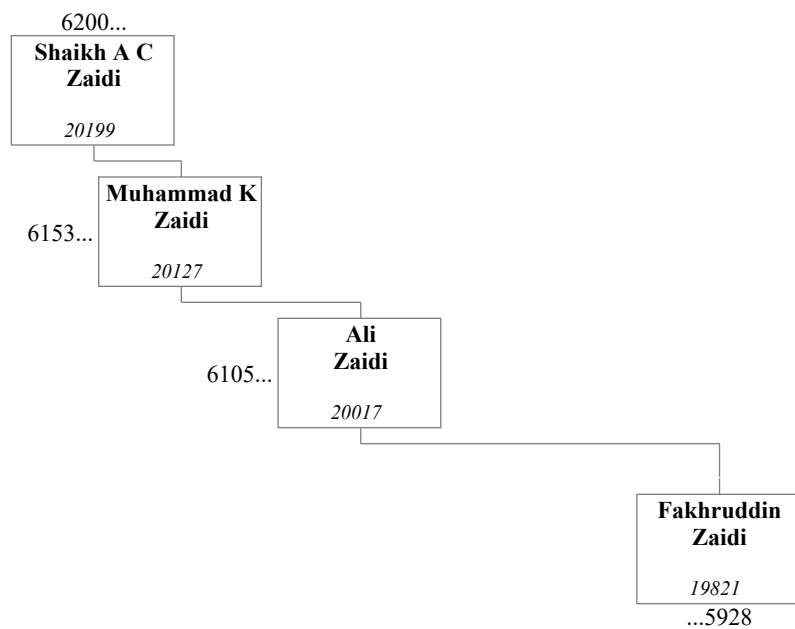 6200...
Shaikh A C
Zaidi
20199
Muhammad K
Zaidi
6153...
20127
Ali
Zaidi
6105...
20017
Fakhruddin
Zaidi
19821
...5928